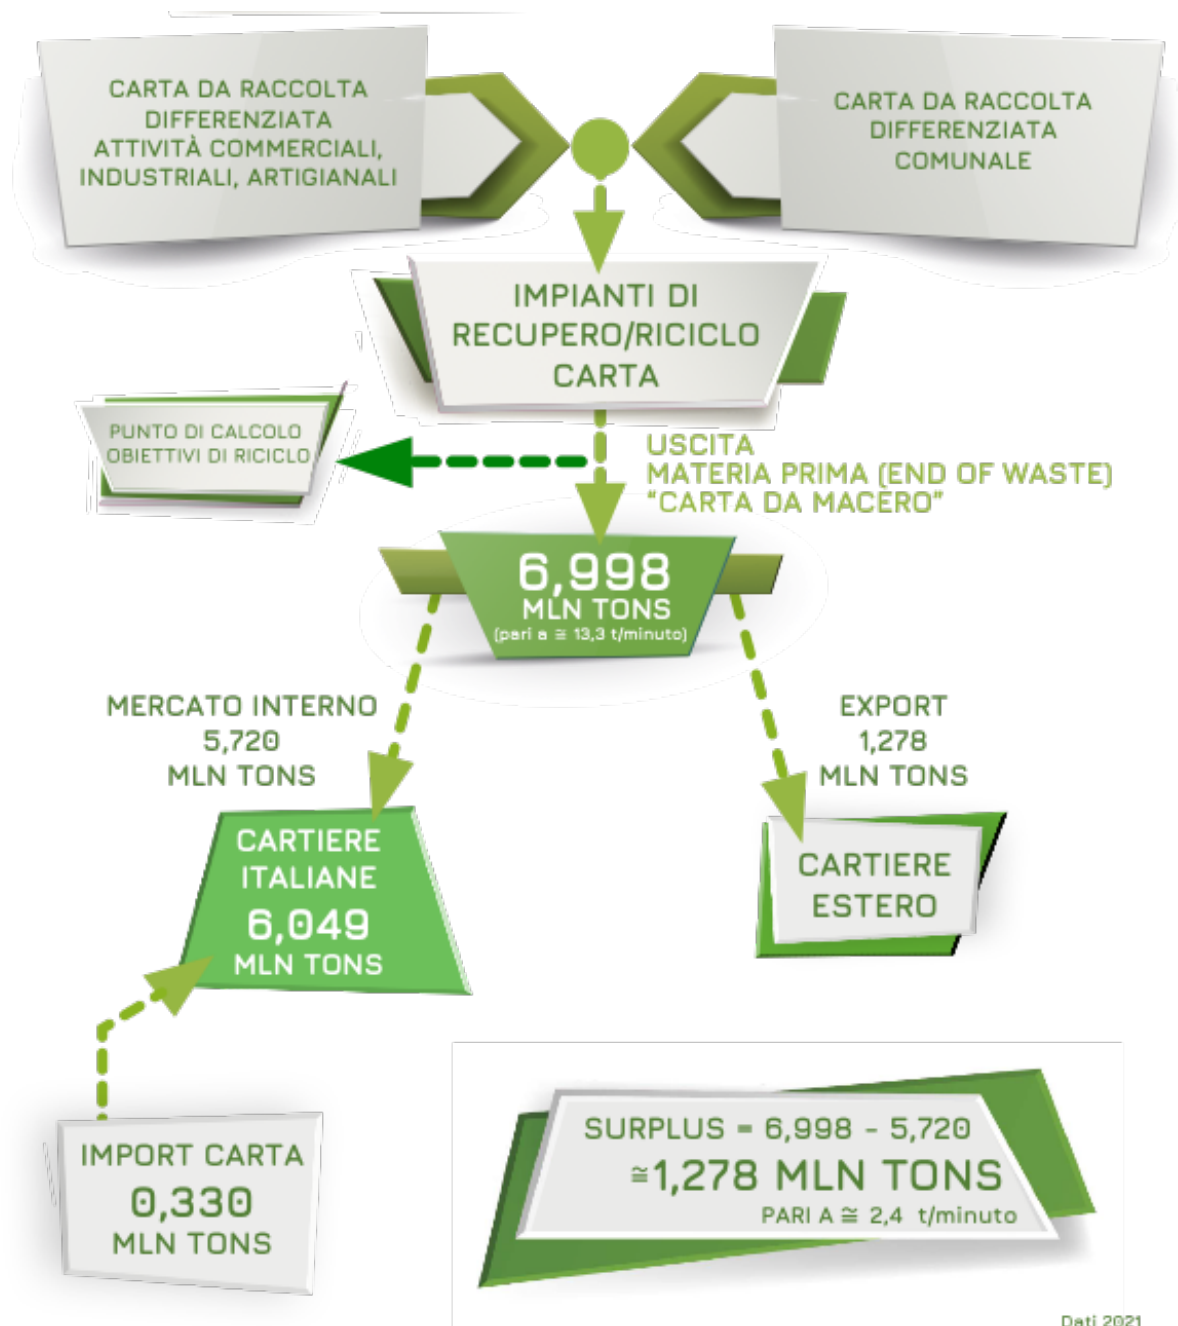 CARTA DA RACCOLTA
DIFFERENZIATA
ATTIVITÀ COMMERCIALI,
INDUSTRIALI, ARTIGIANALI
CARTA DA RACCOLTA
DIFFERENZIATA
COMUNALE
IMPIANTI DI
RECUPERO/RICICLO
CARTA
PUNTO DI CALCOLO
OBIETTIVI DI RICICLO
USCITA
MATERIA PRIMA (END OF WASTE)
“CARTA DA MACERO”
6,998
MLN TONS
(pari a ≅ 13,3 t/minuto)
MERCATO INTERNO
5,720
MLN TONS
EXPORT
1,278
MLN TONS
CARTIERE
ITALIANE
6,049
MLN TONS
CARTIERE
ESTERO
IMPORT CARTA
0,330
MLN TONS
SURPLUS = 6,998 - 5,720
≅1,278 MLN TONS
PARI A ≅ 2,4 t/minuto
Dati 2021